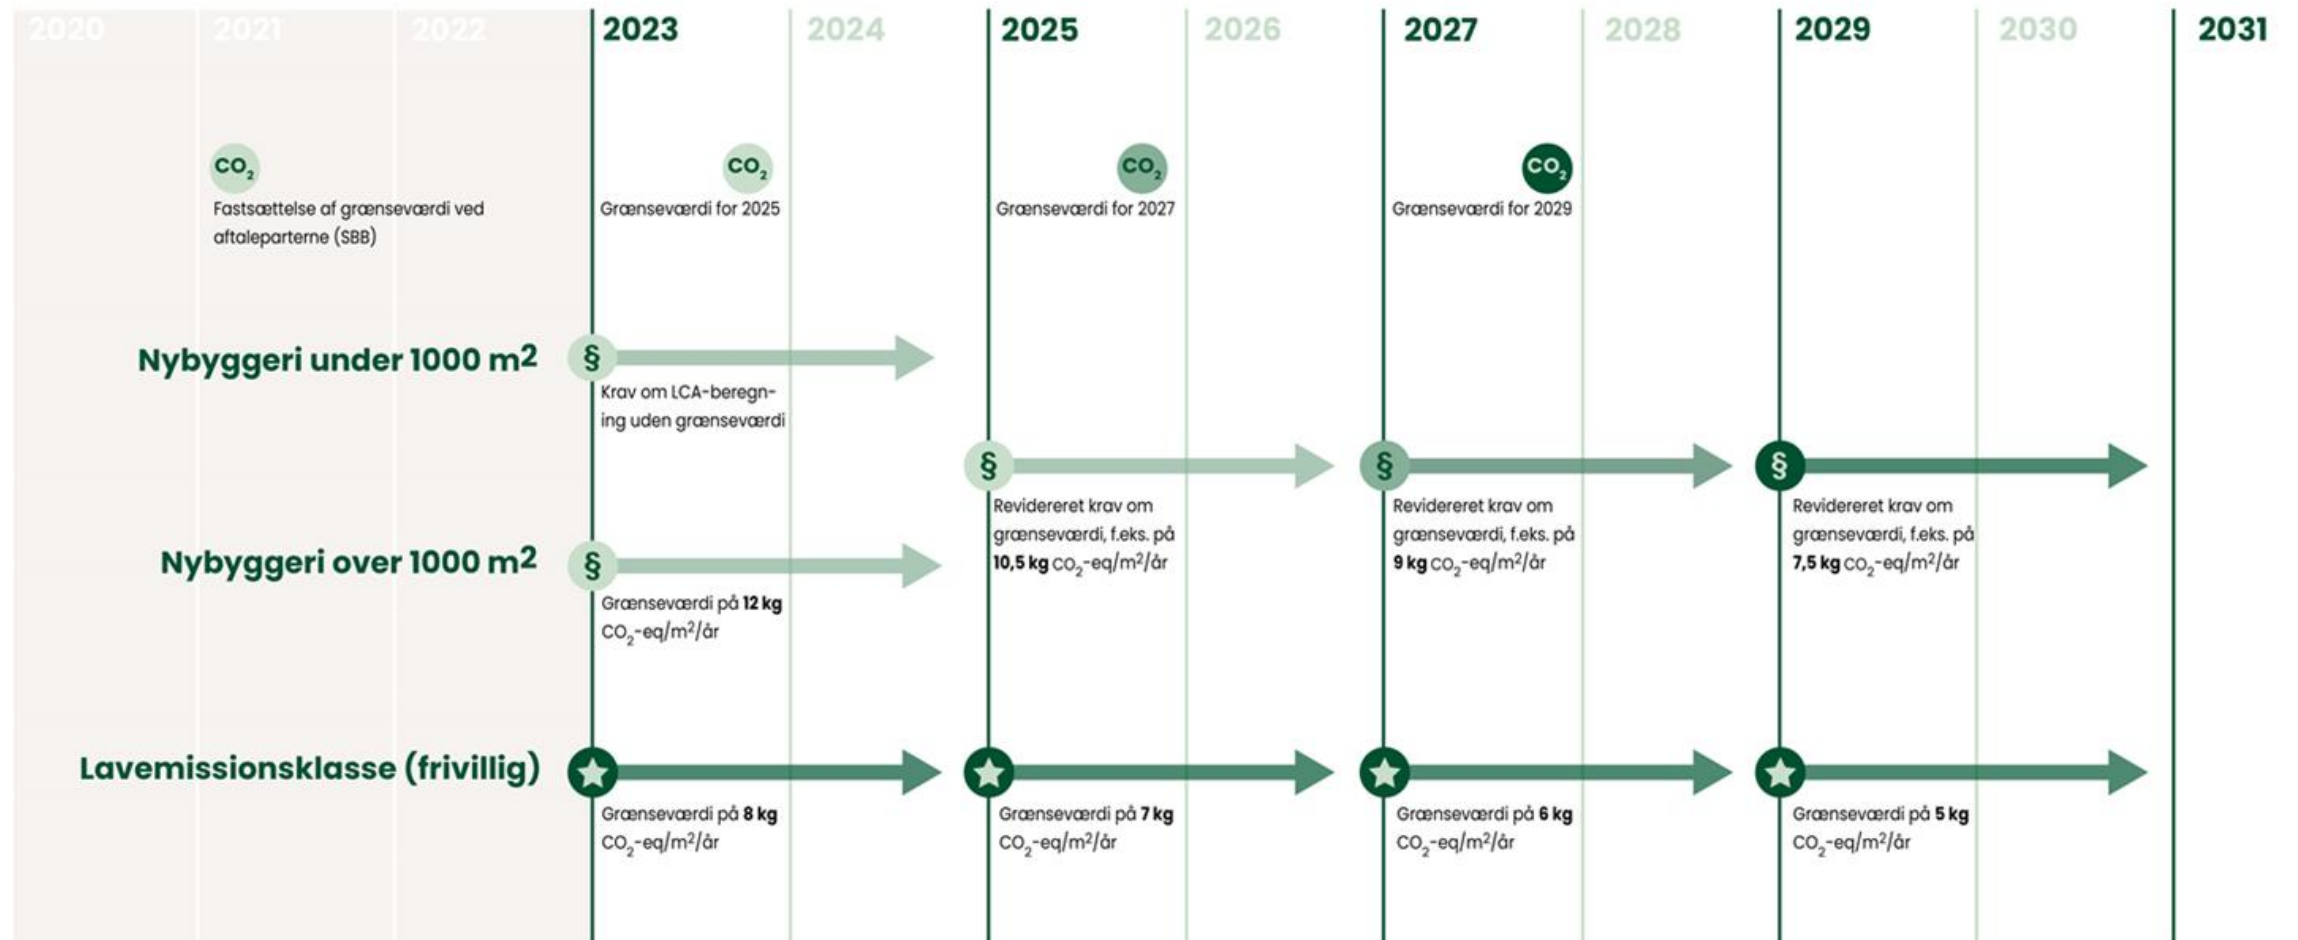 2020 2021 2022 2023 2024 2025 2026 2027 2028 2029 2030 2031
CO₂
Fastsættelse af grænseværdi ved
aftaleparterne (SBB)
CO₂
Grænseværdi for 2025
CO₂
Grænseværdi for 2027
CO₂
Grænseværdi for 2029
Nybyggeri under 1000 m²
§
Krav om LCA-beregn-
ing uden grænseværdi
§
Revidereret krav om
grænseværdi, f.eks. på
10,5 kg CO₂-eq/m²/år
§
Revidereret krav om
grænseværdi, f.eks. på
9 kg CO₂-eq/m²/år
§
Revidereret krav om
grænseværdi, f.eks. på
7,5 kg CO₂-eq/m²/år
Nybyggeri over 1000 m²
§
Grænseværdi på 12 kg
CO₂-eq/m²/år
Lavemissionsklasse (frivillig)
Grænseværdi på 8 kg
CO₂-eq/m²/år
Grænseværdi på 7 kg
CO₂-eq/m²/år
Grænseværdi på 6 kg
CO₂-eq/m²/år
Grænseværdi på 5 kg
CO₂-eq/m²/år